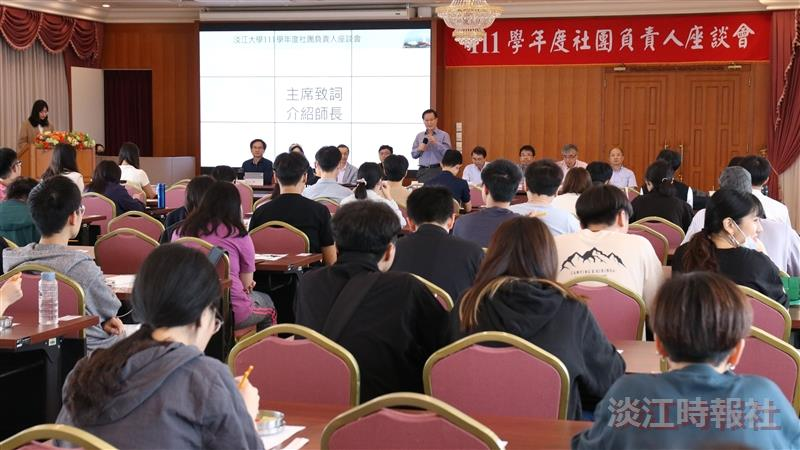 淡江大學111學年度社團負責人座談會
主席致詞
介紹師長
111學年度社團負責人座談會
CAMPING & HIKING
淡江時報社